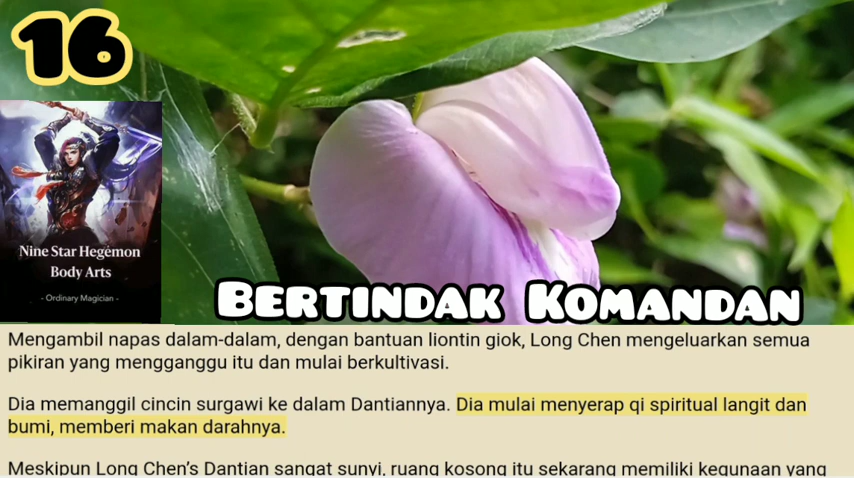 16
Nine Star Hegemon
Body Arts
- Ordinary Magician -
BERTINDAK KOMANDAN
Mengambil napas dalam-dalam, dengan bantuan liontin giok, Long Chen mengeluarkan semua
pikiran yang mengganggu itu dan mulai berkultivasi.
Dia memanggil cincin surgawi ke dalam Dantiannya. Dia mulai menyerap qi spiritual langit dan
bumi, memberi makan darahnya.
Meskipun Long Chen's Dantian sangat sunyi, ruang kosong itu sekarang memiliki kegunaan yang